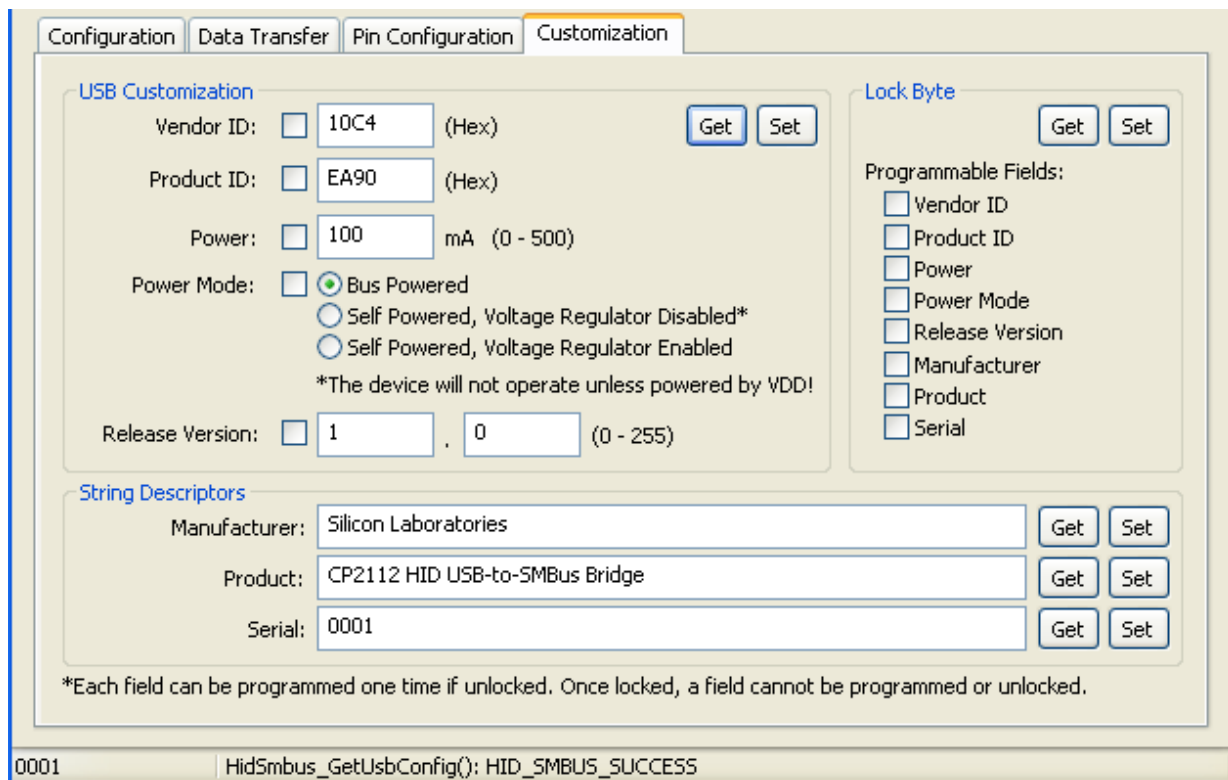 Configuration Data Transfer Pin Configuration Customization
USB Customization
Vendor ID: 10C4 (Hex) Get Set
Product ID: EA90 (Hex)
Power: 100 mA (0 - 500)
Power Mode: Bus Powered
Self Powered, Voltage Regulator Disabled*
Self Powered, Voltage Regulator Enabled
*The device will not operate unless powered by VDD!
Release Version: 1 . 0 (0 - 255)
Lock Byte
Get Set
Programmable Fields:
Vendor ID
Product ID
Power
Power Mode
Release Version
Manufacturer
Product
Serial
String Descriptors
Manufacturer: Silicon Laboratories Get Set
Product: CP2112 HID USB-to-SMBus Bridge Get Set
Serial: 0001 Get Set
*Each field can be programmed one time if unlocked. Once locked, a field cannot be programmed or unlocked.
0001 HidSmbus_GetUsbConfig(): HID_SMBUS_SUCCESS